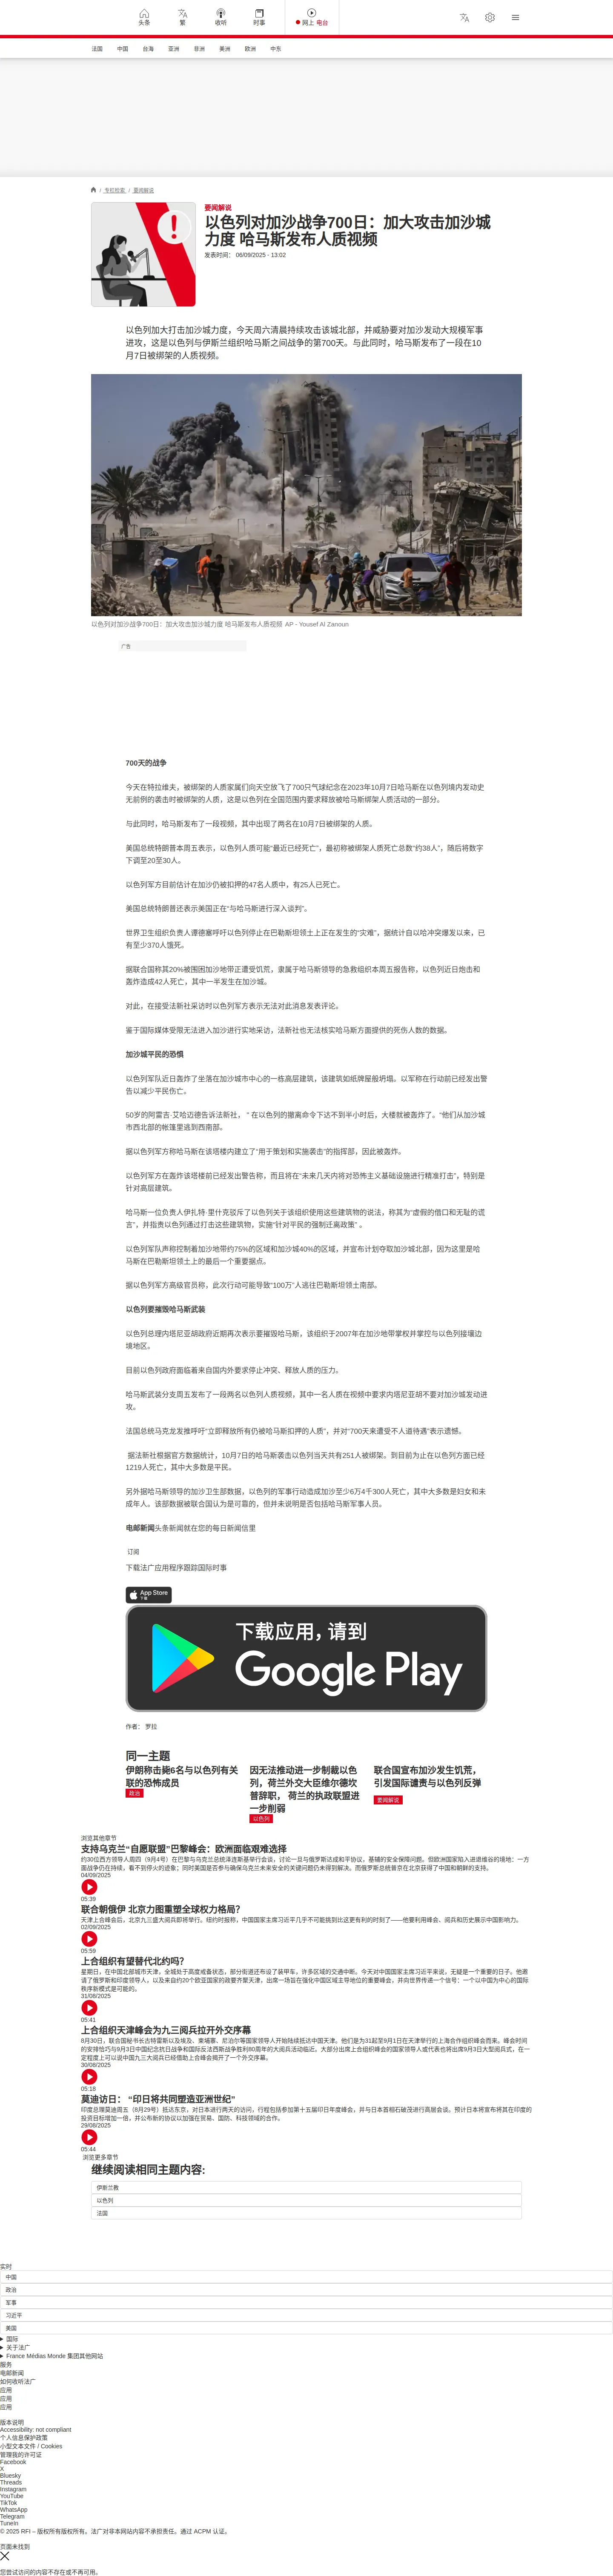 头条
繁
收听
时事
网上 电台
法国
中国
台海
亚洲
非洲
美洲
欧洲
中东
/ 专栏检索 / 要闻解说
要闻解说
以色列对加沙战争700日：加大攻击加沙城
力度 哈马斯发布人质视频
发表时间： 06/09/2025 - 13:02
以色列加大打击加沙城力度，今天周六清晨持续攻击该城北部，并威胁要对加沙发动大规模军事
进攻，这是以色列与伊斯兰组织哈马斯之间战争的第700天。与此同时，哈马斯发布了一段在10
月7日被绑架的人质视频。
以色列对加沙战争700日：加大攻击加沙城力度 哈马斯发布人质视频 AP - Yousef Al Zanoun
广告
700天的战争
今天在特拉维夫，被绑架的人质家属们向天空放飞了700只气球纪念在2023年10月7日哈马斯在以色列境内发动史
无前例的袭击时被绑架的人质，这是以色列在全国范围内要求释放被哈马斯绑架人质活动的一部分。
与此同时，哈马斯发布了一段视频，其中出现了两名在10月7日被绑架的人质。
美国总统特朗普本周五表示，以色列人质可能“最近已经死亡”，最初称被绑架人质死亡总数“约38人”，随后将数字
下调至20至30人。
以色列军方目前估计在加沙仍被扣押的47名人质中，有25人已死亡。
美国总统特朗普还表示美国正在“与哈马斯进行深入谈判”。
世界卫生组织负责人谭德塞呼吁以色列停止在巴勒斯坦领土上正在发生的“灾难”，据统计自以哈冲突爆发以来，已
有至少370人饿死。
据联合国称其20%被围困加沙地带正遭受饥荒，隶属于哈马斯领导的急救组织本周五报告称，以色列近日炮击和
轰炸造成42人死亡，其中一半发生在加沙城。
对此，在接受法新社采访时以色列军方表示无法对此消息发表评论。
鉴于国际媒体受限无法进入加沙进行实地采访，法新社也无法核实哈马斯方面提供的死伤人数的数据。
加沙城平民的恐惧
以色列军队近日轰炸了坐落在加沙城市中心的一栋高层建筑，该建筑如纸牌屋般坍塌。以军称在行动前已经发出警
告以减少平民伤亡。
50岁的阿雷吉·艾哈迈德告诉法新社， “ 在以色列的撤离命令下达不到半小时后，大楼就被轰炸了。”他们从加沙城
市西北部的帐篷里逃到西南部。
据以色列军方称哈马斯在该塔楼内建立了“用于策划和实施袭击”的指挥部，因此被轰炸。
以色列军方在轰炸该塔楼前已经发出警告称，而且将在“未来几天内将对恐怖主义基础设施进行精准打击”，特别是
针对高层建筑。
哈马斯一位负责人伊扎特·里什克驳斥了以色列关于该组织使用这些建筑物的说法，称其为“虚假的借口和无耻的谎
言”，并指责以色列通过打击这些建筑物，实施“针对平民的强制迁离政策” 。
以色列军队声称控制着加沙地带约75%的区域和加沙城40%的区域，并宣布计划夺取加沙城北部，因为这里是哈
马斯在巴勒斯坦领土上的最后一个重要据点。
据以色列军方高级官员称，此次行动可能导致“100万”人逃往巴勒斯坦领土南部。
以色列要摧毁哈马斯武装
以色列总理内塔尼亚胡政府近期再次表示要摧毁哈马斯，该组织于2007年在加沙地带掌权并掌控与以色列接壤边
境地区。
目前以色列政府面临着来自国内外要求停止冲突、释放人质的压力。
哈马斯武装分支周五发布了一段两名以色列人质视频，其中一名人质在视频中要求内塔尼亚胡不要对加沙城发动进
攻。
法国总统马克龙发推呼吁“立即释放所有仍被哈马斯扣押的人质”，并对“700天来遭受不人道待遇”表示遗憾。
据法新社根据官方数据统计，10月7日的哈马斯袭击以色列当天共有251人被绑架。到目前为止在以色列方面已经
1219人死亡，其中大多数是平民。
另外据哈马斯领导的加沙卫生部数据，以色列的军事行动造成加沙至少6万4千300人死亡，其中大多数是妇女和未
成年人。该部数据被联合国认为是可靠的，但并未说明是否包括哈马斯军事人员。
电邮新闻头条新闻就在您的每日新闻信里
订阅
下载法广应用程序跟踪国际时事
App Store
下载
下载应用，请到
Google Play
作者： 罗拉
同一主题
伊朗称击毙6名与以色列有关
联的恐怖成员
政治
因无法推动进一步制裁以色
列，荷兰外交大臣维尔德坎
普辞职， 荷兰的执政联盟进
一步削弱
以色列
联合国宣布加沙发生饥荒，
引发国际谴责与以色列反弹
要闻解说
浏览其他章节
支持乌克兰“自愿联盟”巴黎峰会：欧洲面临艰难选择
约30位西方领导人周四（9月4号）在巴黎与乌克兰总统泽连斯基举行会谈，讨论一旦与俄罗斯达成和平协议，基辅的安全保障问题。但欧洲国家陷入进退维谷的境地：一方
面战争仍在持续，看不到停火的迹象；同时美国是否参与确保乌克兰未来安全的关键问题仍未得到解决。而俄罗斯总统普京在北京获得了中国和朝鲜的支持。
04/09/2025
05:39
联合朝俄伊 北京力图重塑全球权力格局？
天津上合峰会后，北京九三盛大阅兵即将举行。纽约时报称，中国国家主席习近平几乎不可能挑到比这更有利的时刻了——他要利用峰会、阅兵和历史展示中国影响力。
02/09/2025
05:59
上合组织有望替代北约吗？
星期日，在中国北部城市天津，全城处于高度戒备状态，部分街道迁布设了装甲车，许多区域的交通中断。今天对中国国家主席习近平来说，无疑是一个重要的日子。他邀
请了俄罗斯和印度领导人，以及来自约20个欧亚国家的政要齐聚天津，出席一场旨在强化中国区域主导地位的重要峰会，并向世界传递一个信号：一个以中国为中心的国际
秩序新模式是可能的。
31/08/2025
05:41
上合组织天津峰会为九三阅兵拉开外交序幕
8月30日，联合国秘书长古特雷斯以及埃及、柬埔寨、尼泊尔等国家领导人开始陆续抵达中国天津。他们是为31起至9月1日在天津举行的上海合作组织峰会而来。峰会时间
的安排恰巧与9月3日中国纪念抗日战争和国际反法西斯战争胜利80周年的大阅兵活动临近。大部分出席上合组织峰会的国家领导人或代表也将出席9月3日大型阅兵式，在一
定程度上可以说中国九三大阅兵已经借助上合峰会揭开了一个外交序幕。
30/08/2025
05:18
莫迪访日： “印日将共同塑造亚洲世纪”
印度总理莫迪周五（8月29号）抵达东京，对日本进行两天的访问，行程包括参加第十五届印日年度峰会，并与日本首相石破茂进行高层会谈。预计日本将宣布将其在印度的
投资目标增加一倍，并公布新的协议以加强在贸易、国防、科技领域的合作。
29/08/2025
05:44
浏览更多章节
继续阅读相同主题内容:
伊斯兰教
以色列
法国
实时
中国
政治
军事
习近平
美国
国际
关于法广
France Médias Monde 集团其他网站
服务
电邮新闻
如何收听法广
应用
应用
应用
版本说明
Accessibility: not compliant
个人信息保护政策
小型文本文件 / Cookies
管理我的许可证
Facebook
X
Bluesky
Threads
Instagram
YouTube
TikTok
WhatsApp
Telegram
TuneIn
© 2025 RFI – 版权所有版权所有。法广对非本网站内容不承担责任。通过 ACPM 认证。
页面未找到
您尝试访问的内容不存在或不再可用。